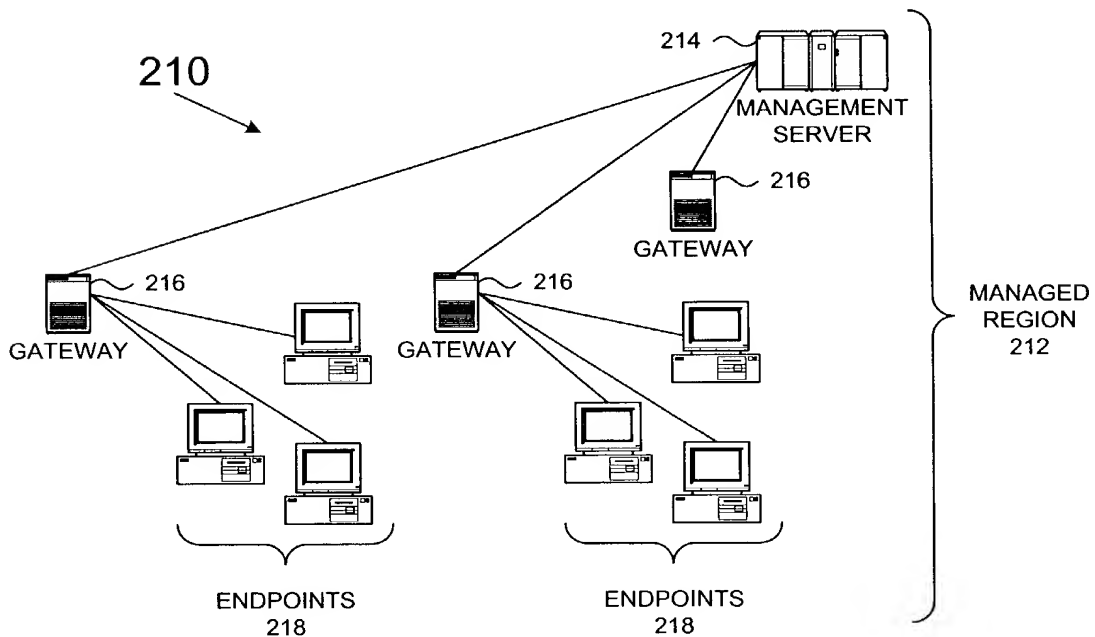 210
214
MANAGEMENT
SERVER
216
GATEWAY
216
GATEWAY
216
GATEWAY
MANAGED
REGION
212
ENDPOINTS
218
ENDPOINTS
218